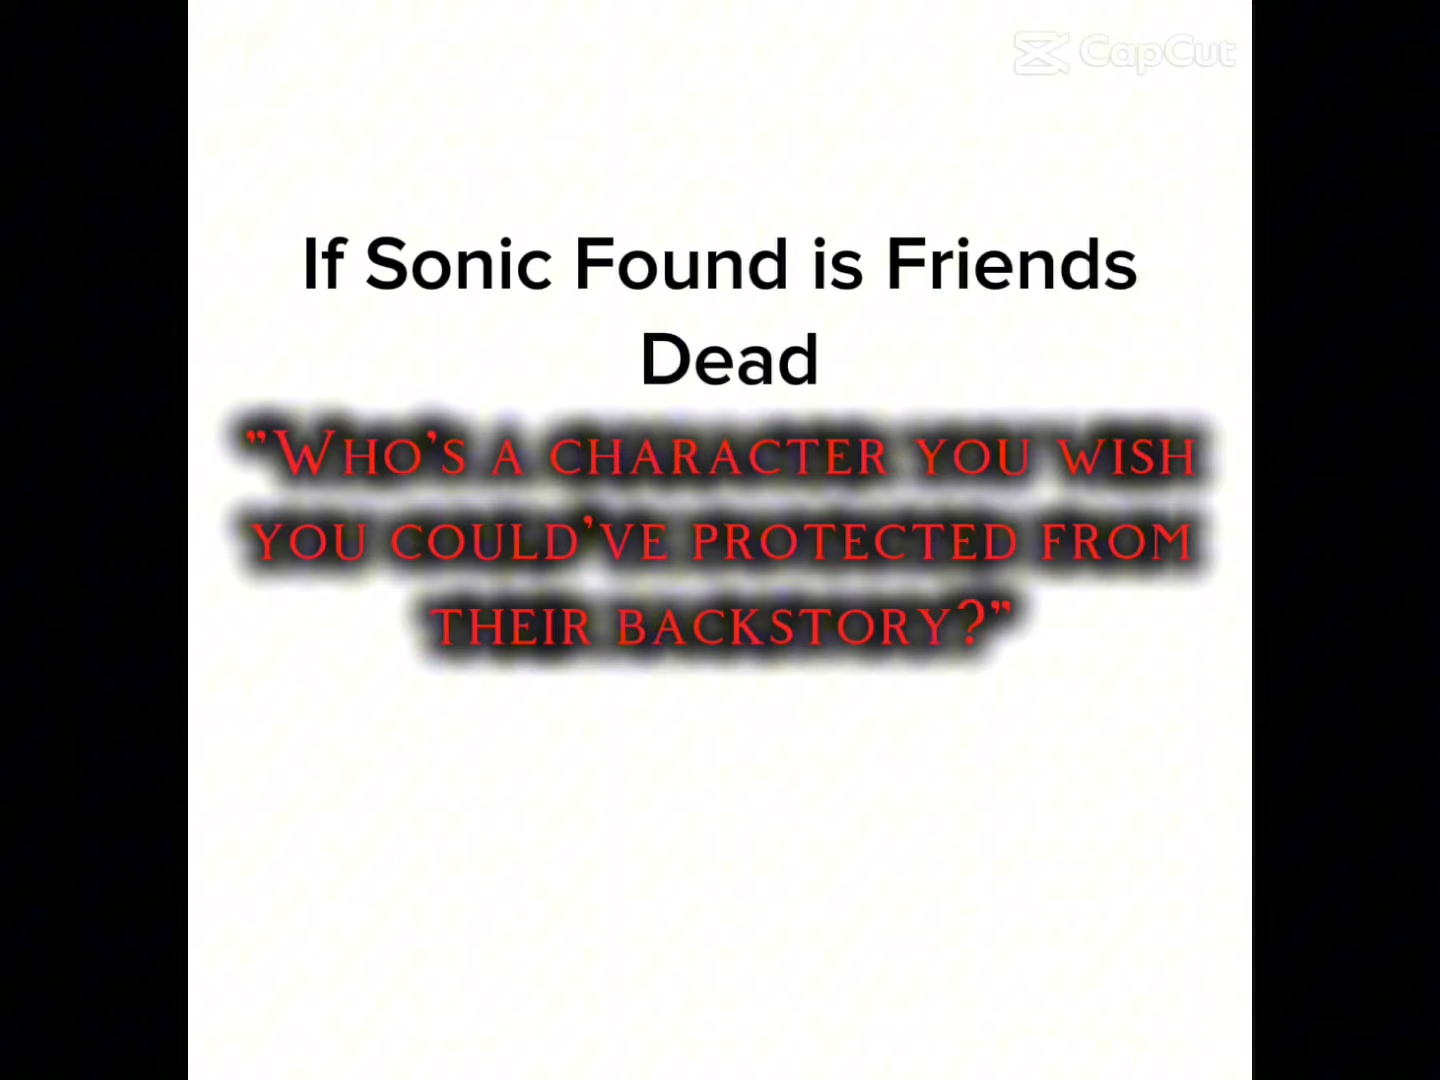 CapCut
If Sonic Found is Friends
Dead
"WHO'S A CHARACTER YOU WISH
YOU COULD'VE PROTECTED FROM
THEIR BACKSTORY?"